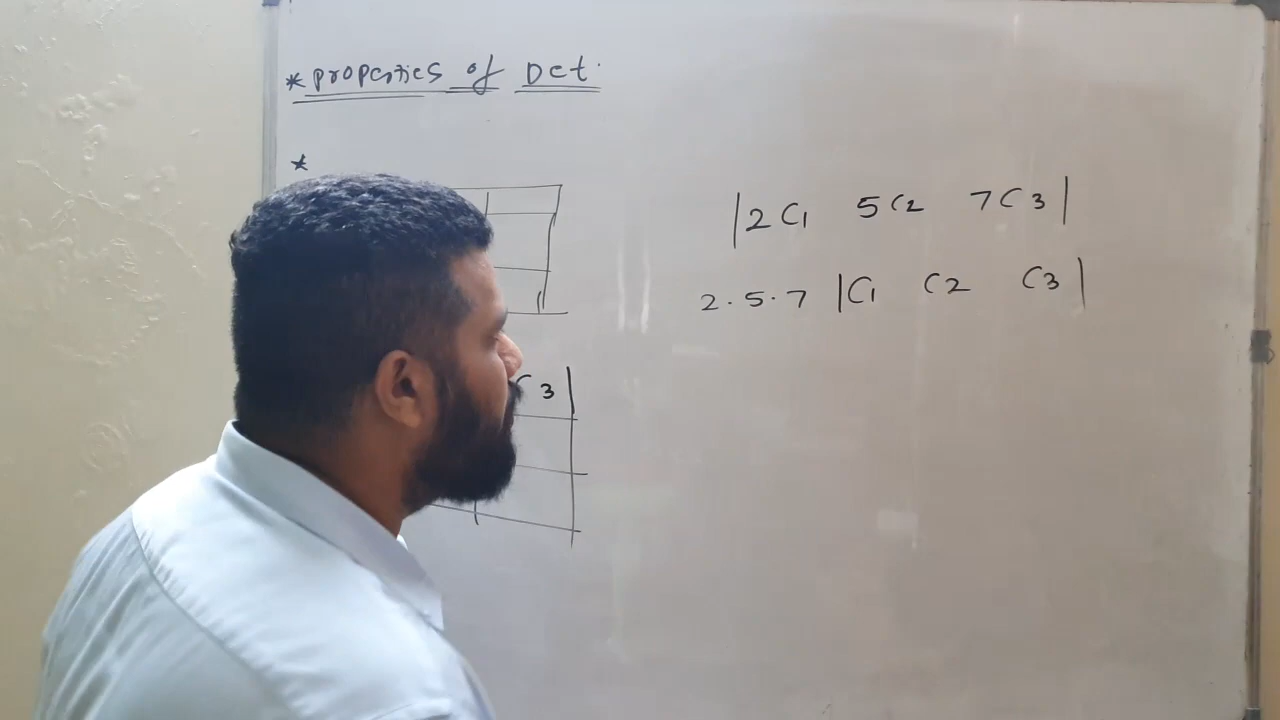 * properties of Det.
*
|2C1 5C2 7C3|
2.5.7 |C1 C2 C3|
C3|